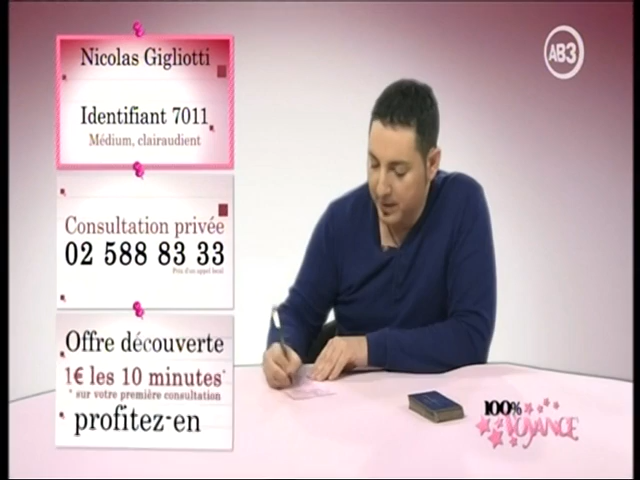 Nicolas Gigliotti
Identifiant 7011
Médium, clairaudient
Consultation privée
02 588 83 33
Prix d'un appel local
Offre découverte
1€ les 10 minutes*
* sur votre première consultation
profitez-en
AB3
100%
VOYANCE